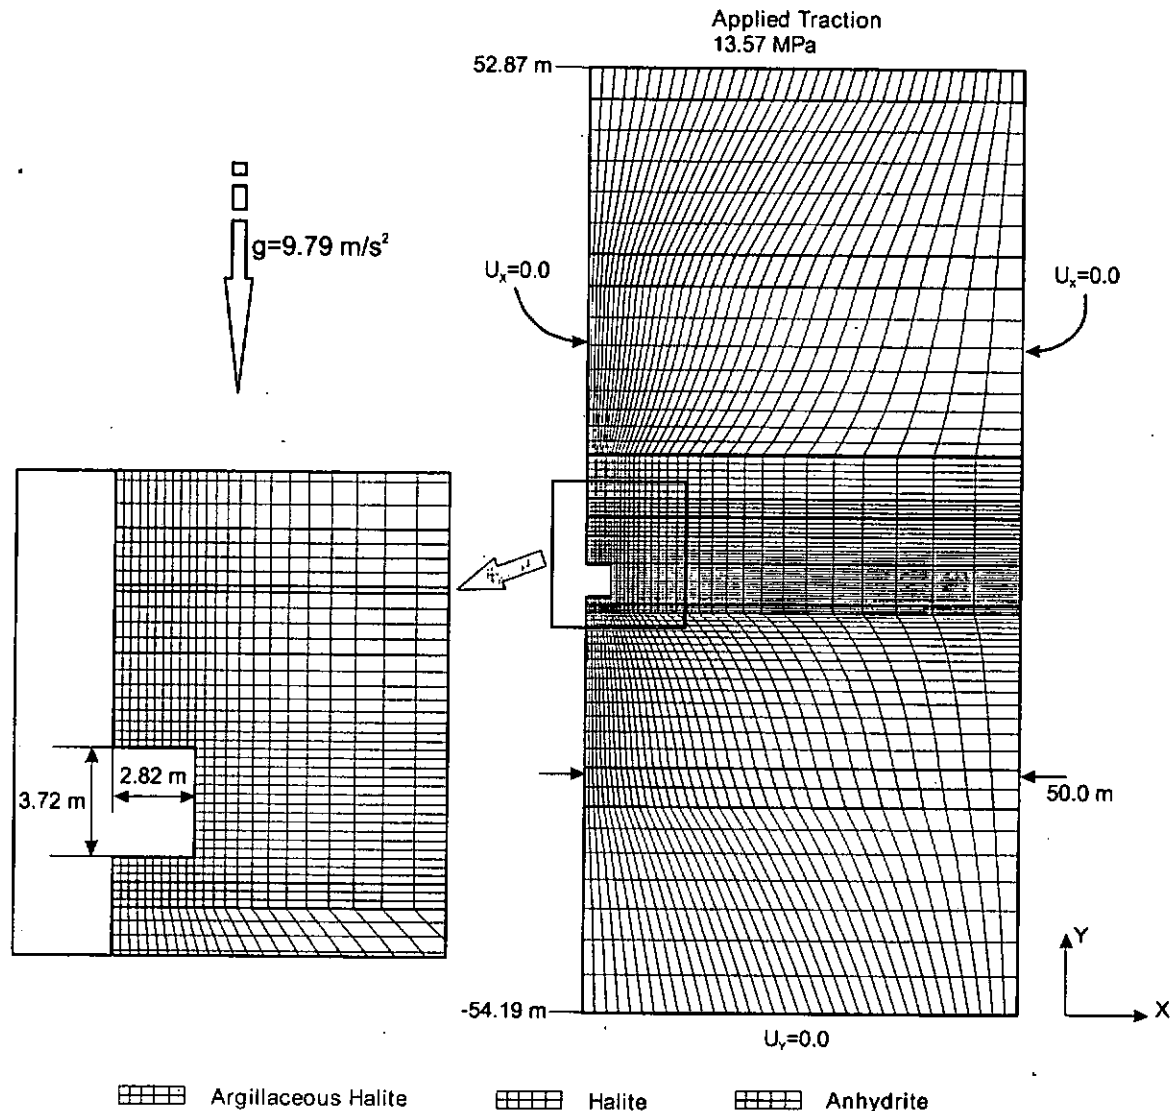 Applied Traction
13.57 MPa
52.87 m
g=9.79 m/s²
Uₓ=0.0
Uₓ=0.0
2.82 m
3.72 m
50.0 m
Y
-54.19 m
X
Uᵧ=0.0
Argillaceous Halite
Halite
Anhydrite